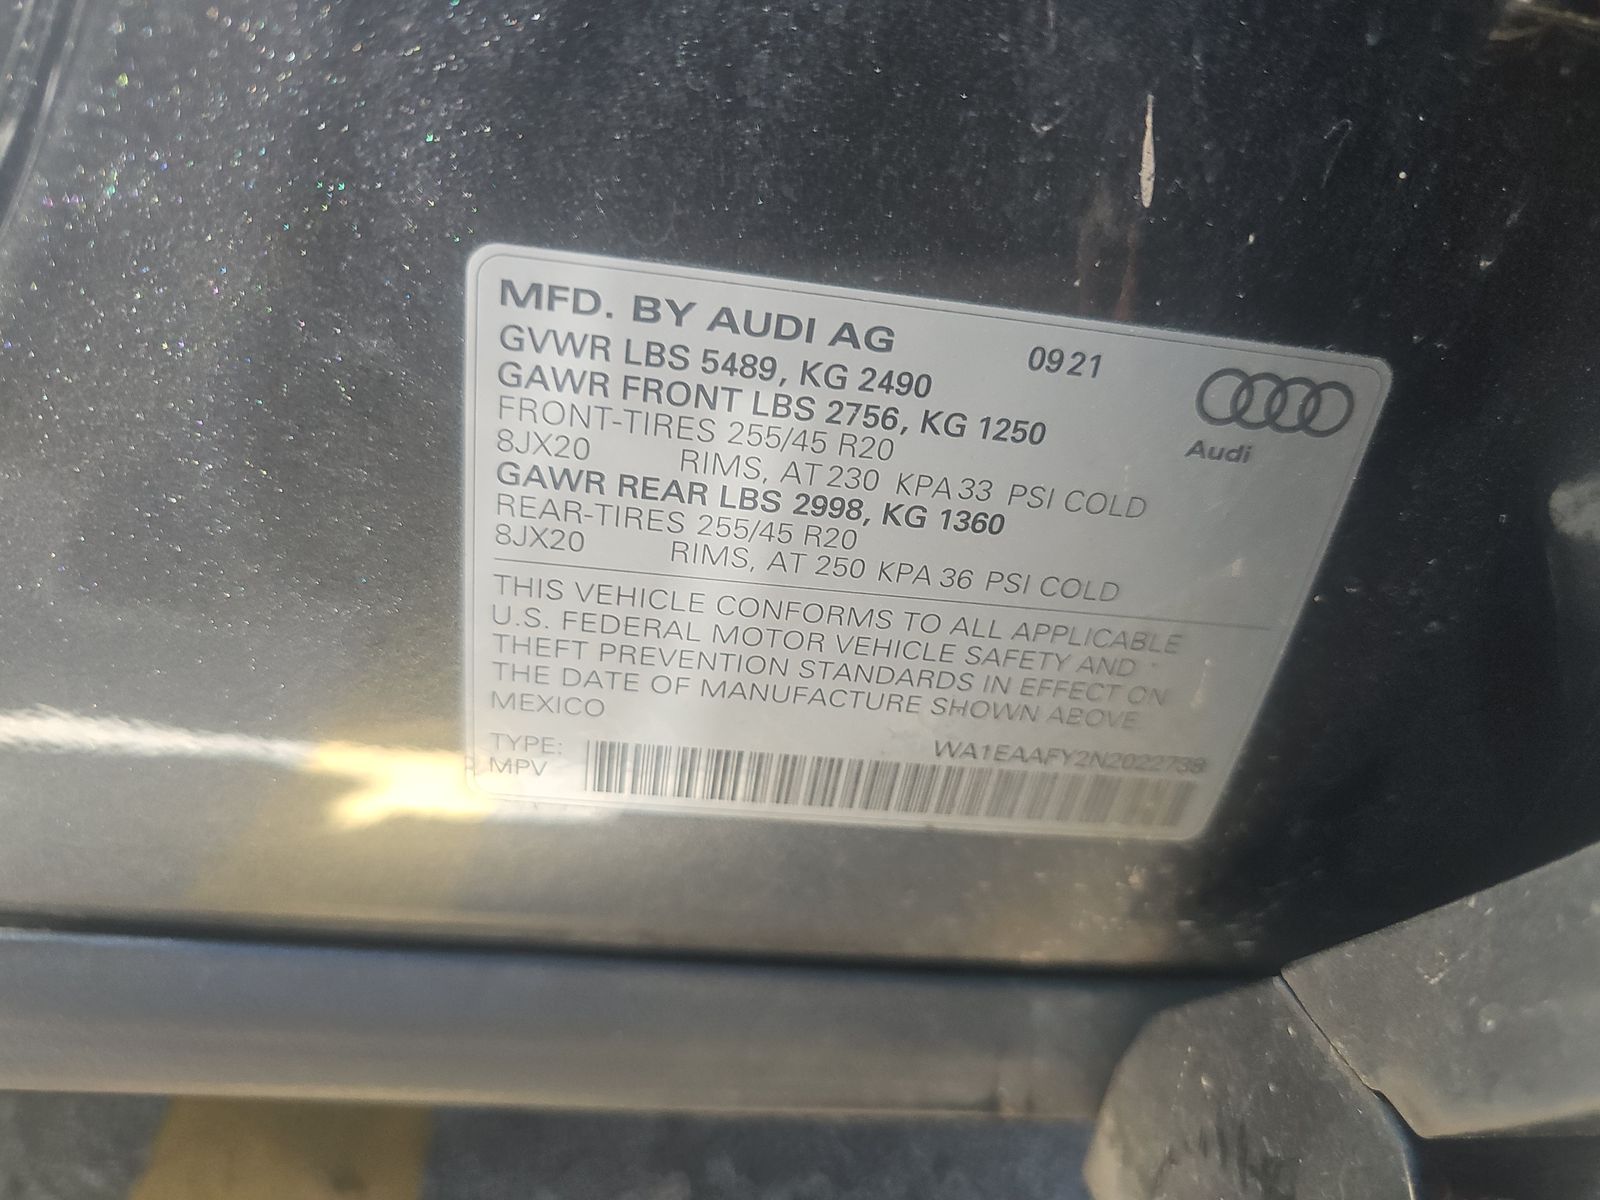 MFD. BY AUDI AG
09 21
GVWR LBS 5489, KG 2490
GAWR FRONT LBS 2756, KG 1250
FRONT-TIRES 255/45 R20
8JX20 RIMS, AT 230 KPA 33 PSI COLD
GAWR REAR LBS 2998, KG 1360
REAR-TIRES 255/45 R20
8JX20 RIMS, AT 250 KPA 36 PSI COLD
Audi
THIS VEHICLE CONFORMS TO ALL APPLICABLE
U.S. FEDERAL MOTOR VEHICLE SAFETY AND
THEFT PREVENTION STANDARDS IN EFFECT ON
THE DATE OF MANUFACTURE SHOWN ABOVE
MEXICO
TYPE:
MPV
WA1EAAFY2N2022738